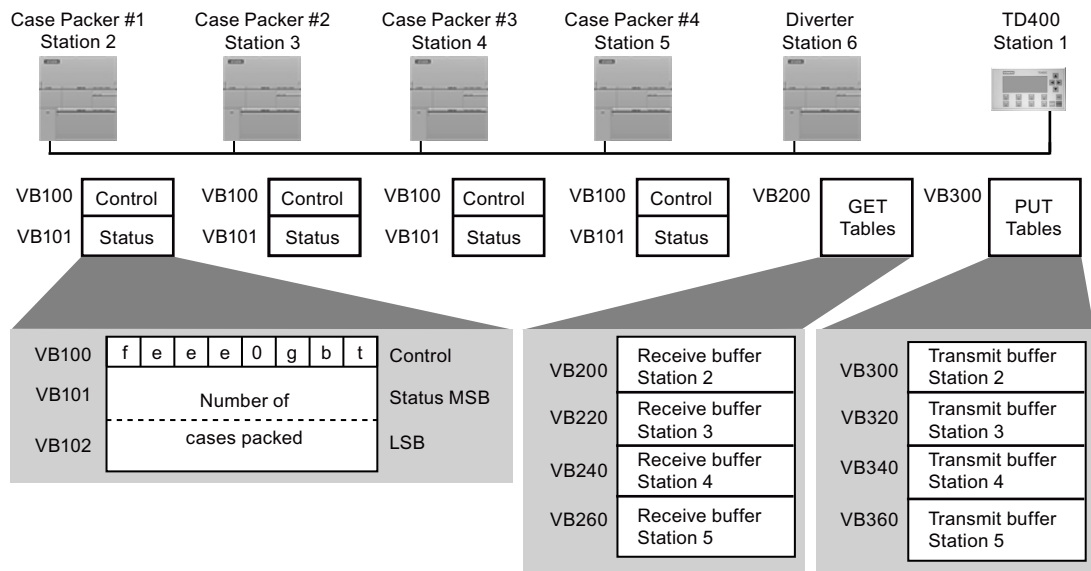 Case Packer #1
Station 2
Case Packer #2
Station 3
Case Packer #3
Station 4
Case Packer #4
Station 5
Diverter
Station 6
TD400
Station 1
VB100 Control
VB101 Status
VB100 Control
VB101 Status
VB100 Control
VB101 Status
VB100 Control
VB101 Status
VB200
GET
Tables
VB300
PUT
Tables
VB100 f e e e 0 g b t Control
VB101 Number of Status MSB
VB102 cases packed LSB
VB200 Receive buffer
Station 2
VB220 Receive buffer
Station 3
VB240 Receive buffer
Station 4
VB260 Receive buffer
Station 5
VB300 Transmit buffer
Station 2
VB320 Transmit buffer
Station 3
VB340 Transmit buffer
Station 4
VB360 Transmit buffer
Station 5